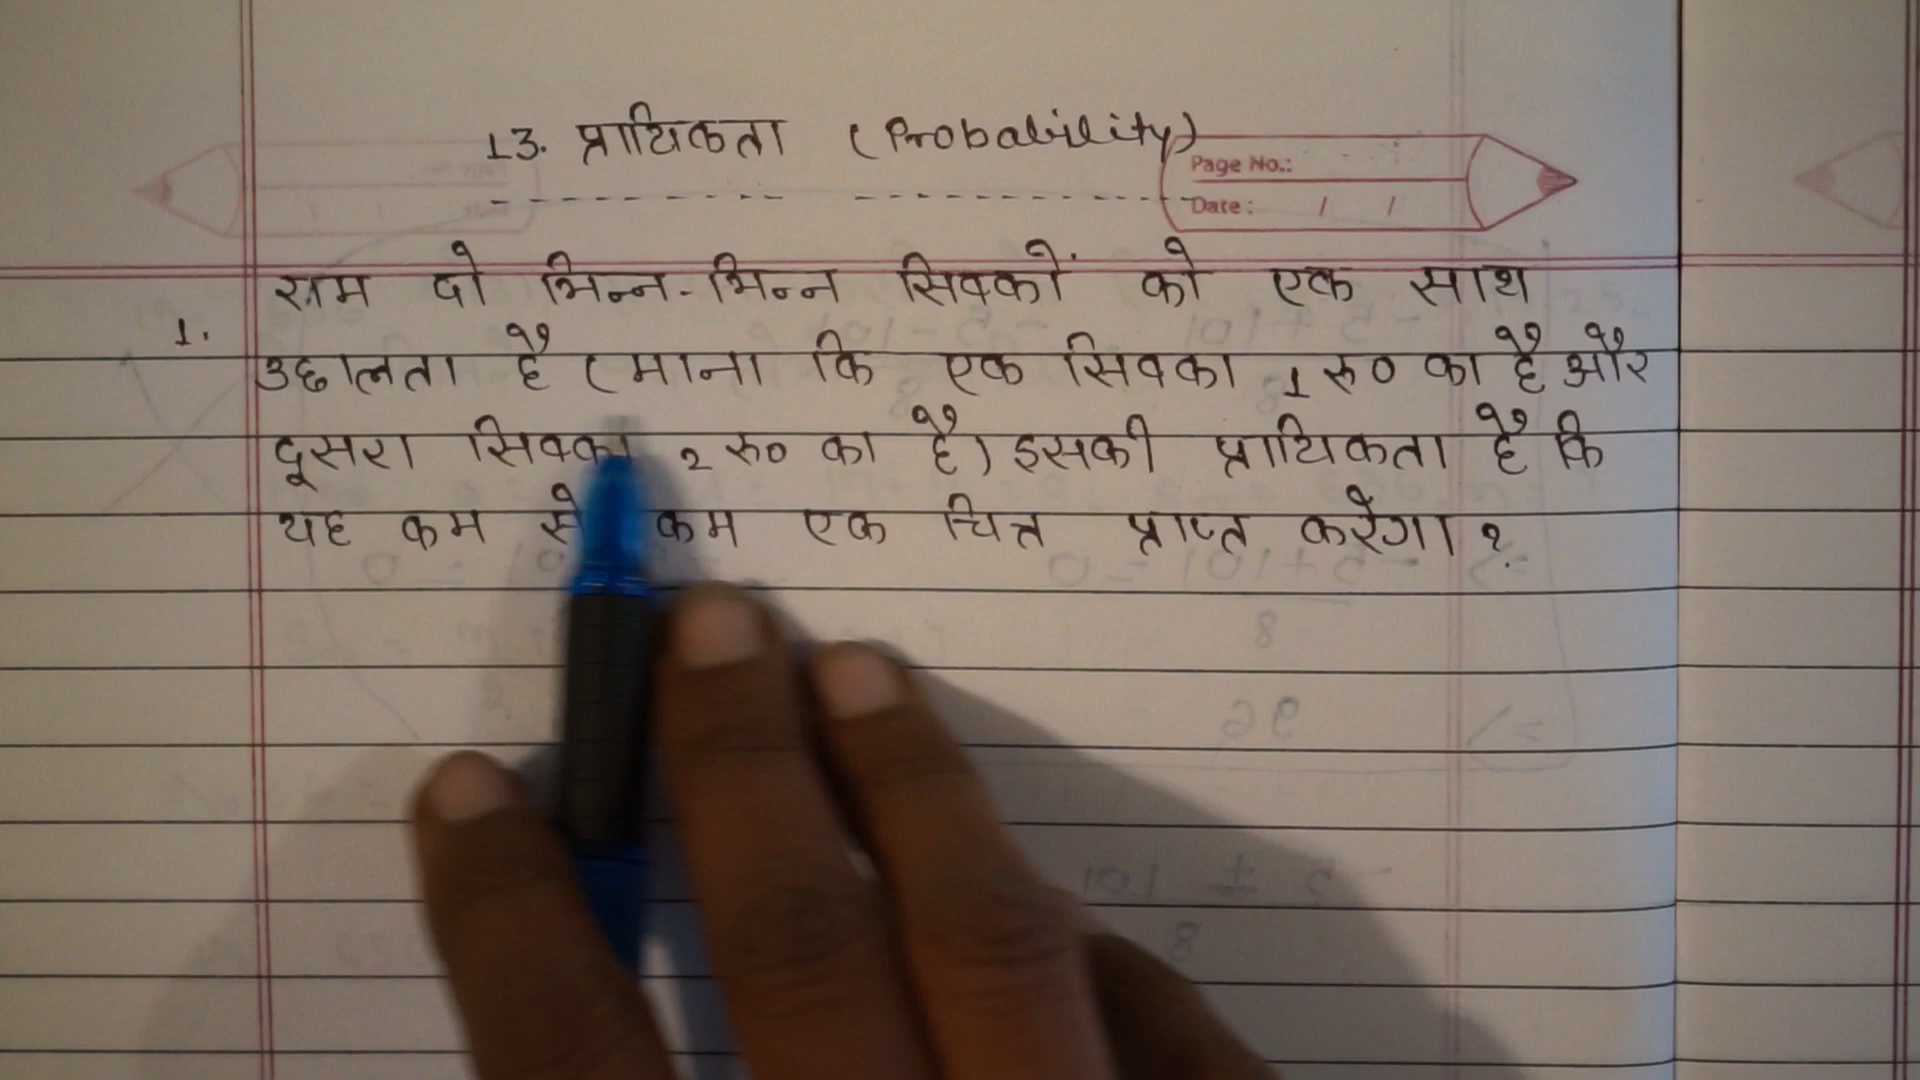 13. प्रायिकता (Probability)
Page No.:
Date: / /
राम दो भिन्न-भिन्न सिक्कों को एक साथ
1.
उछालता है (माना कि एक सिक्का 1 रु० का है और
दूसरा सिक्का 2 रु० का है) इसकी प्रायिकता है कि
यह कम से कम एक चित्त प्राप्त करेगा?